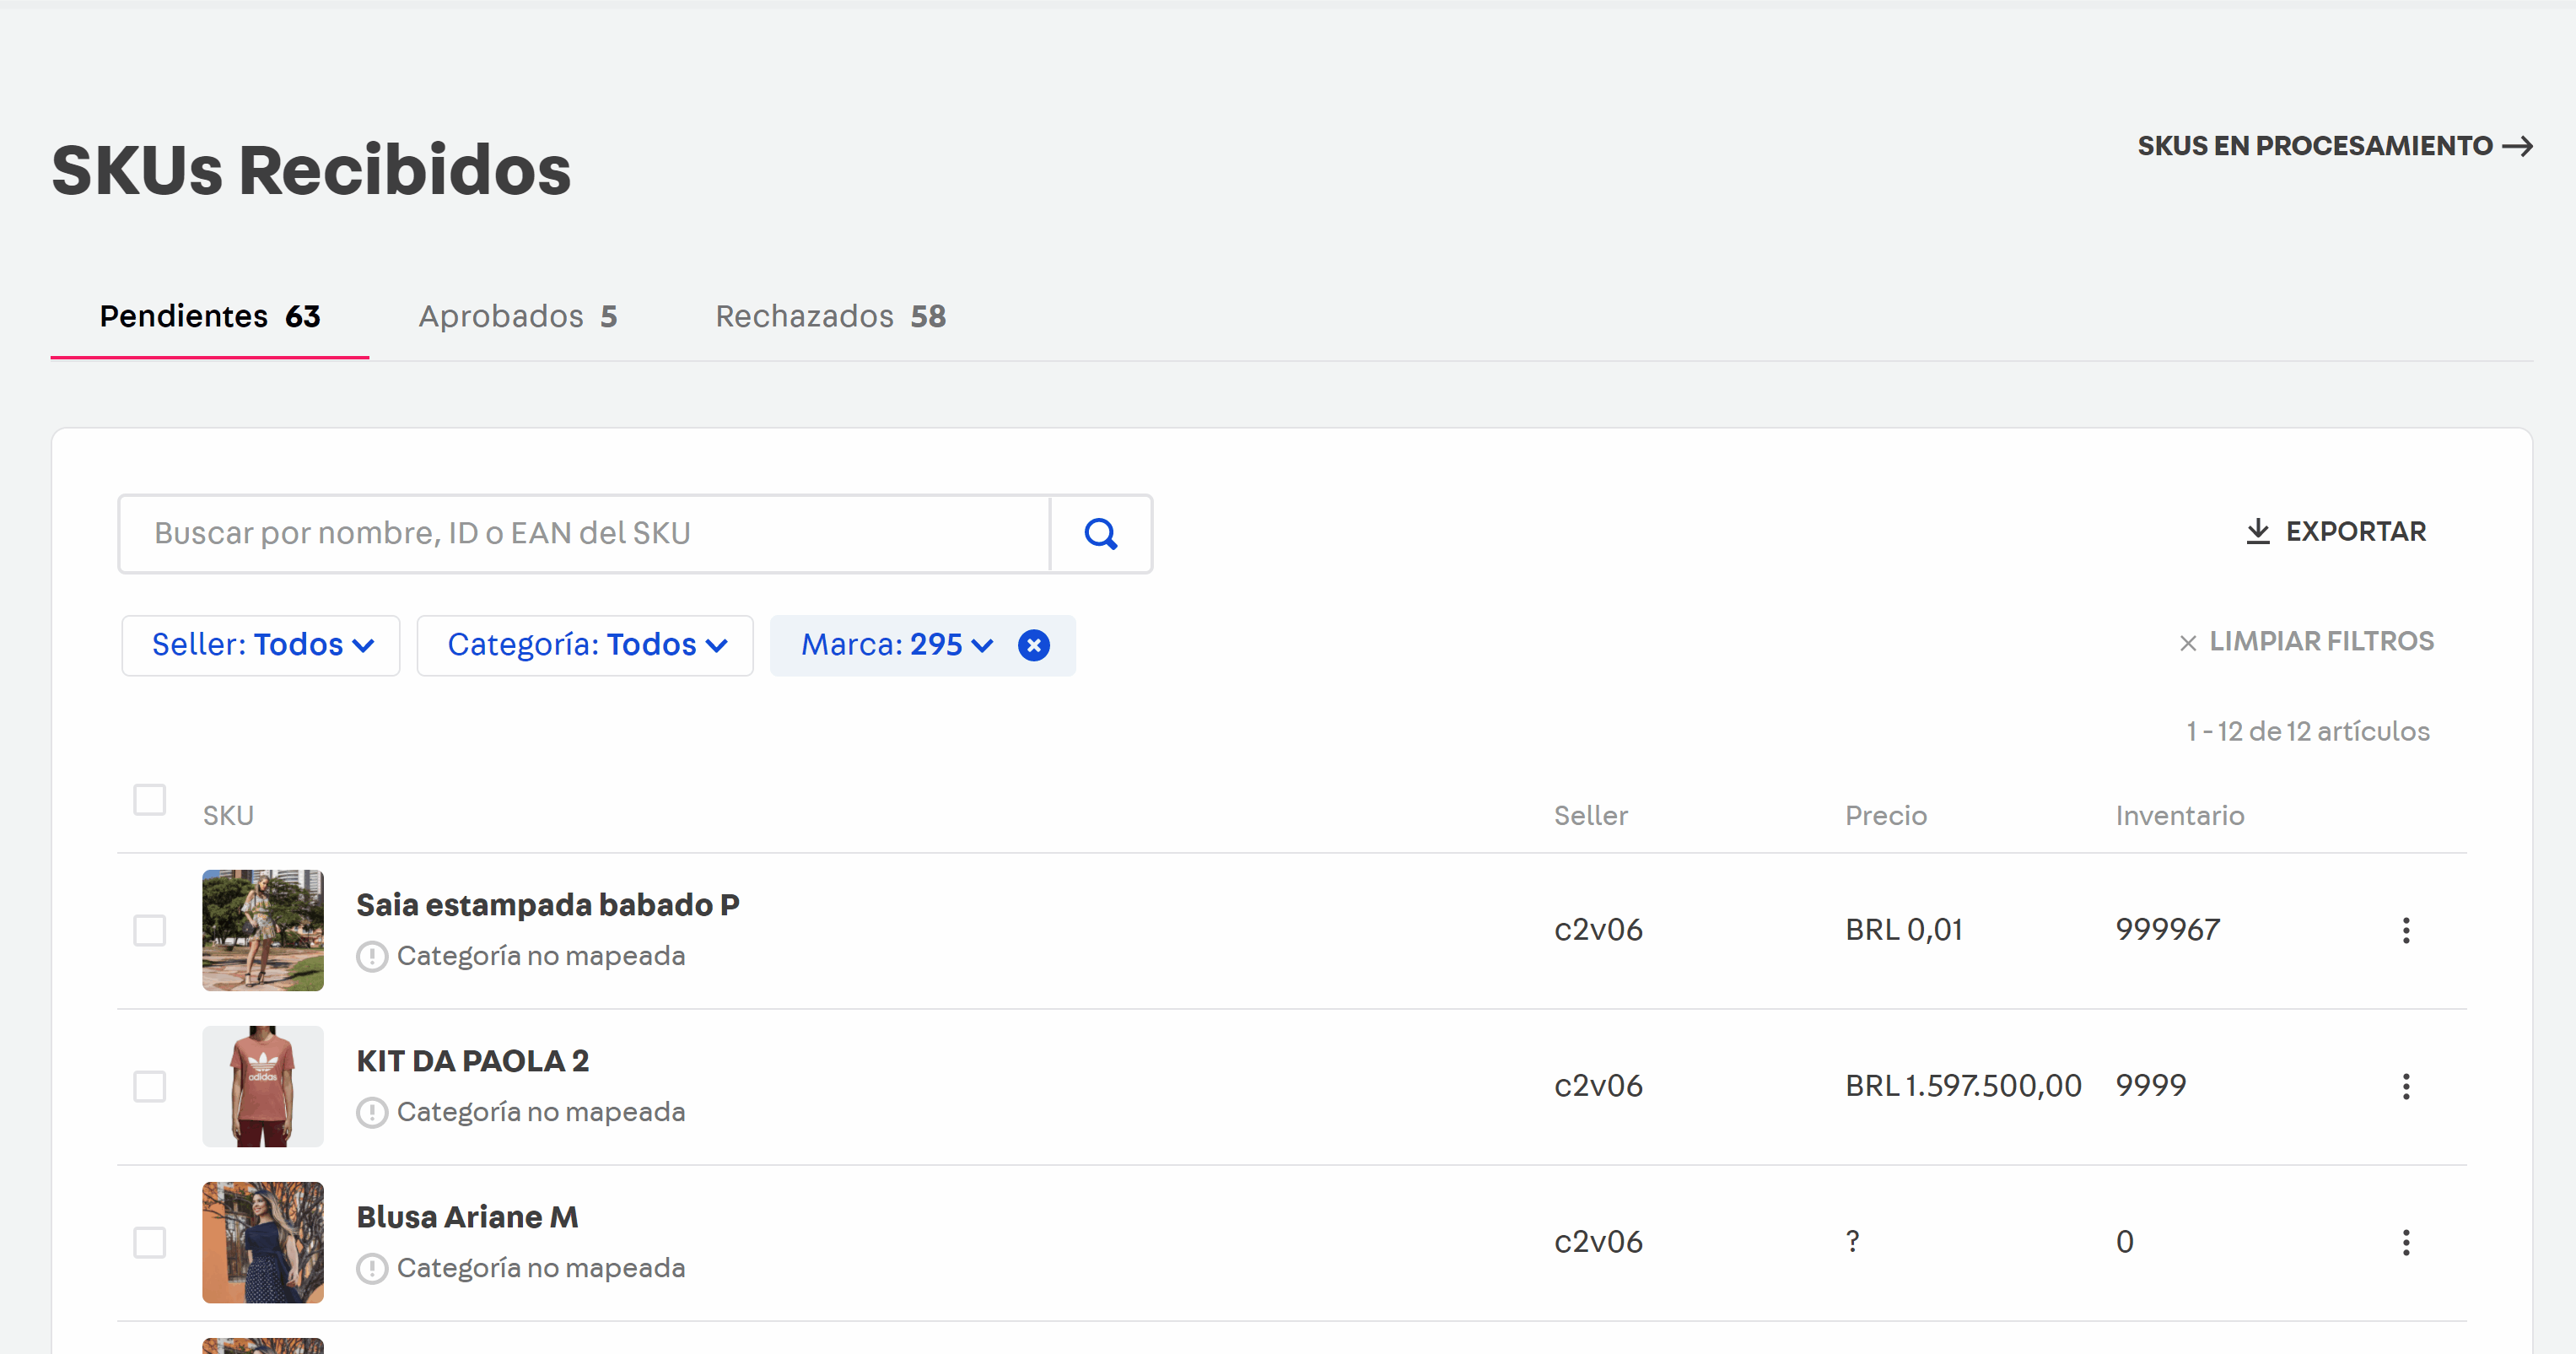 SKUs Recibidos
SKUS EN PROCESAMIENTO
Pendientes 63
Aprobados 5
Rechazados 58
Buscar por nombre, ID o EAN del SKU
EXPORTAR
Seller: Todos
Categoría: Todos
Marca: 295
LIMPIAR FILTROS
1 - 12 de 12 artículos
SKU Seller Precio Inventario
Saia estampada babado P
Categoría no mapeada
c2v06 BRL 0,01 999967
adidas
KIT DA PAOLA 2
Categoría no mapeada
c2v06 BRL 1.597.500,00 9999
Blusa Ariane M
Categoría no mapeada
c2v06 ? 0